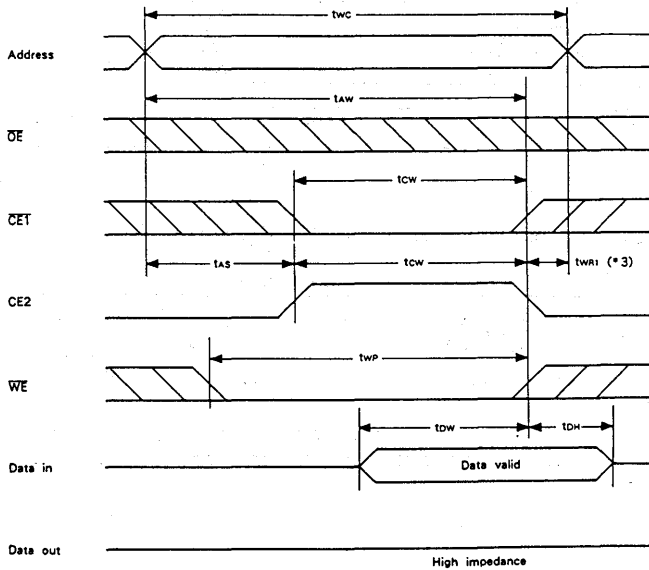 twc
Address
tAW
OE
tcw
CE1
tAS
tcw
tWR1 (*3)
CE2
tWP
WE
tDW
tDH
Data in
Data valid
Data out
High impedance